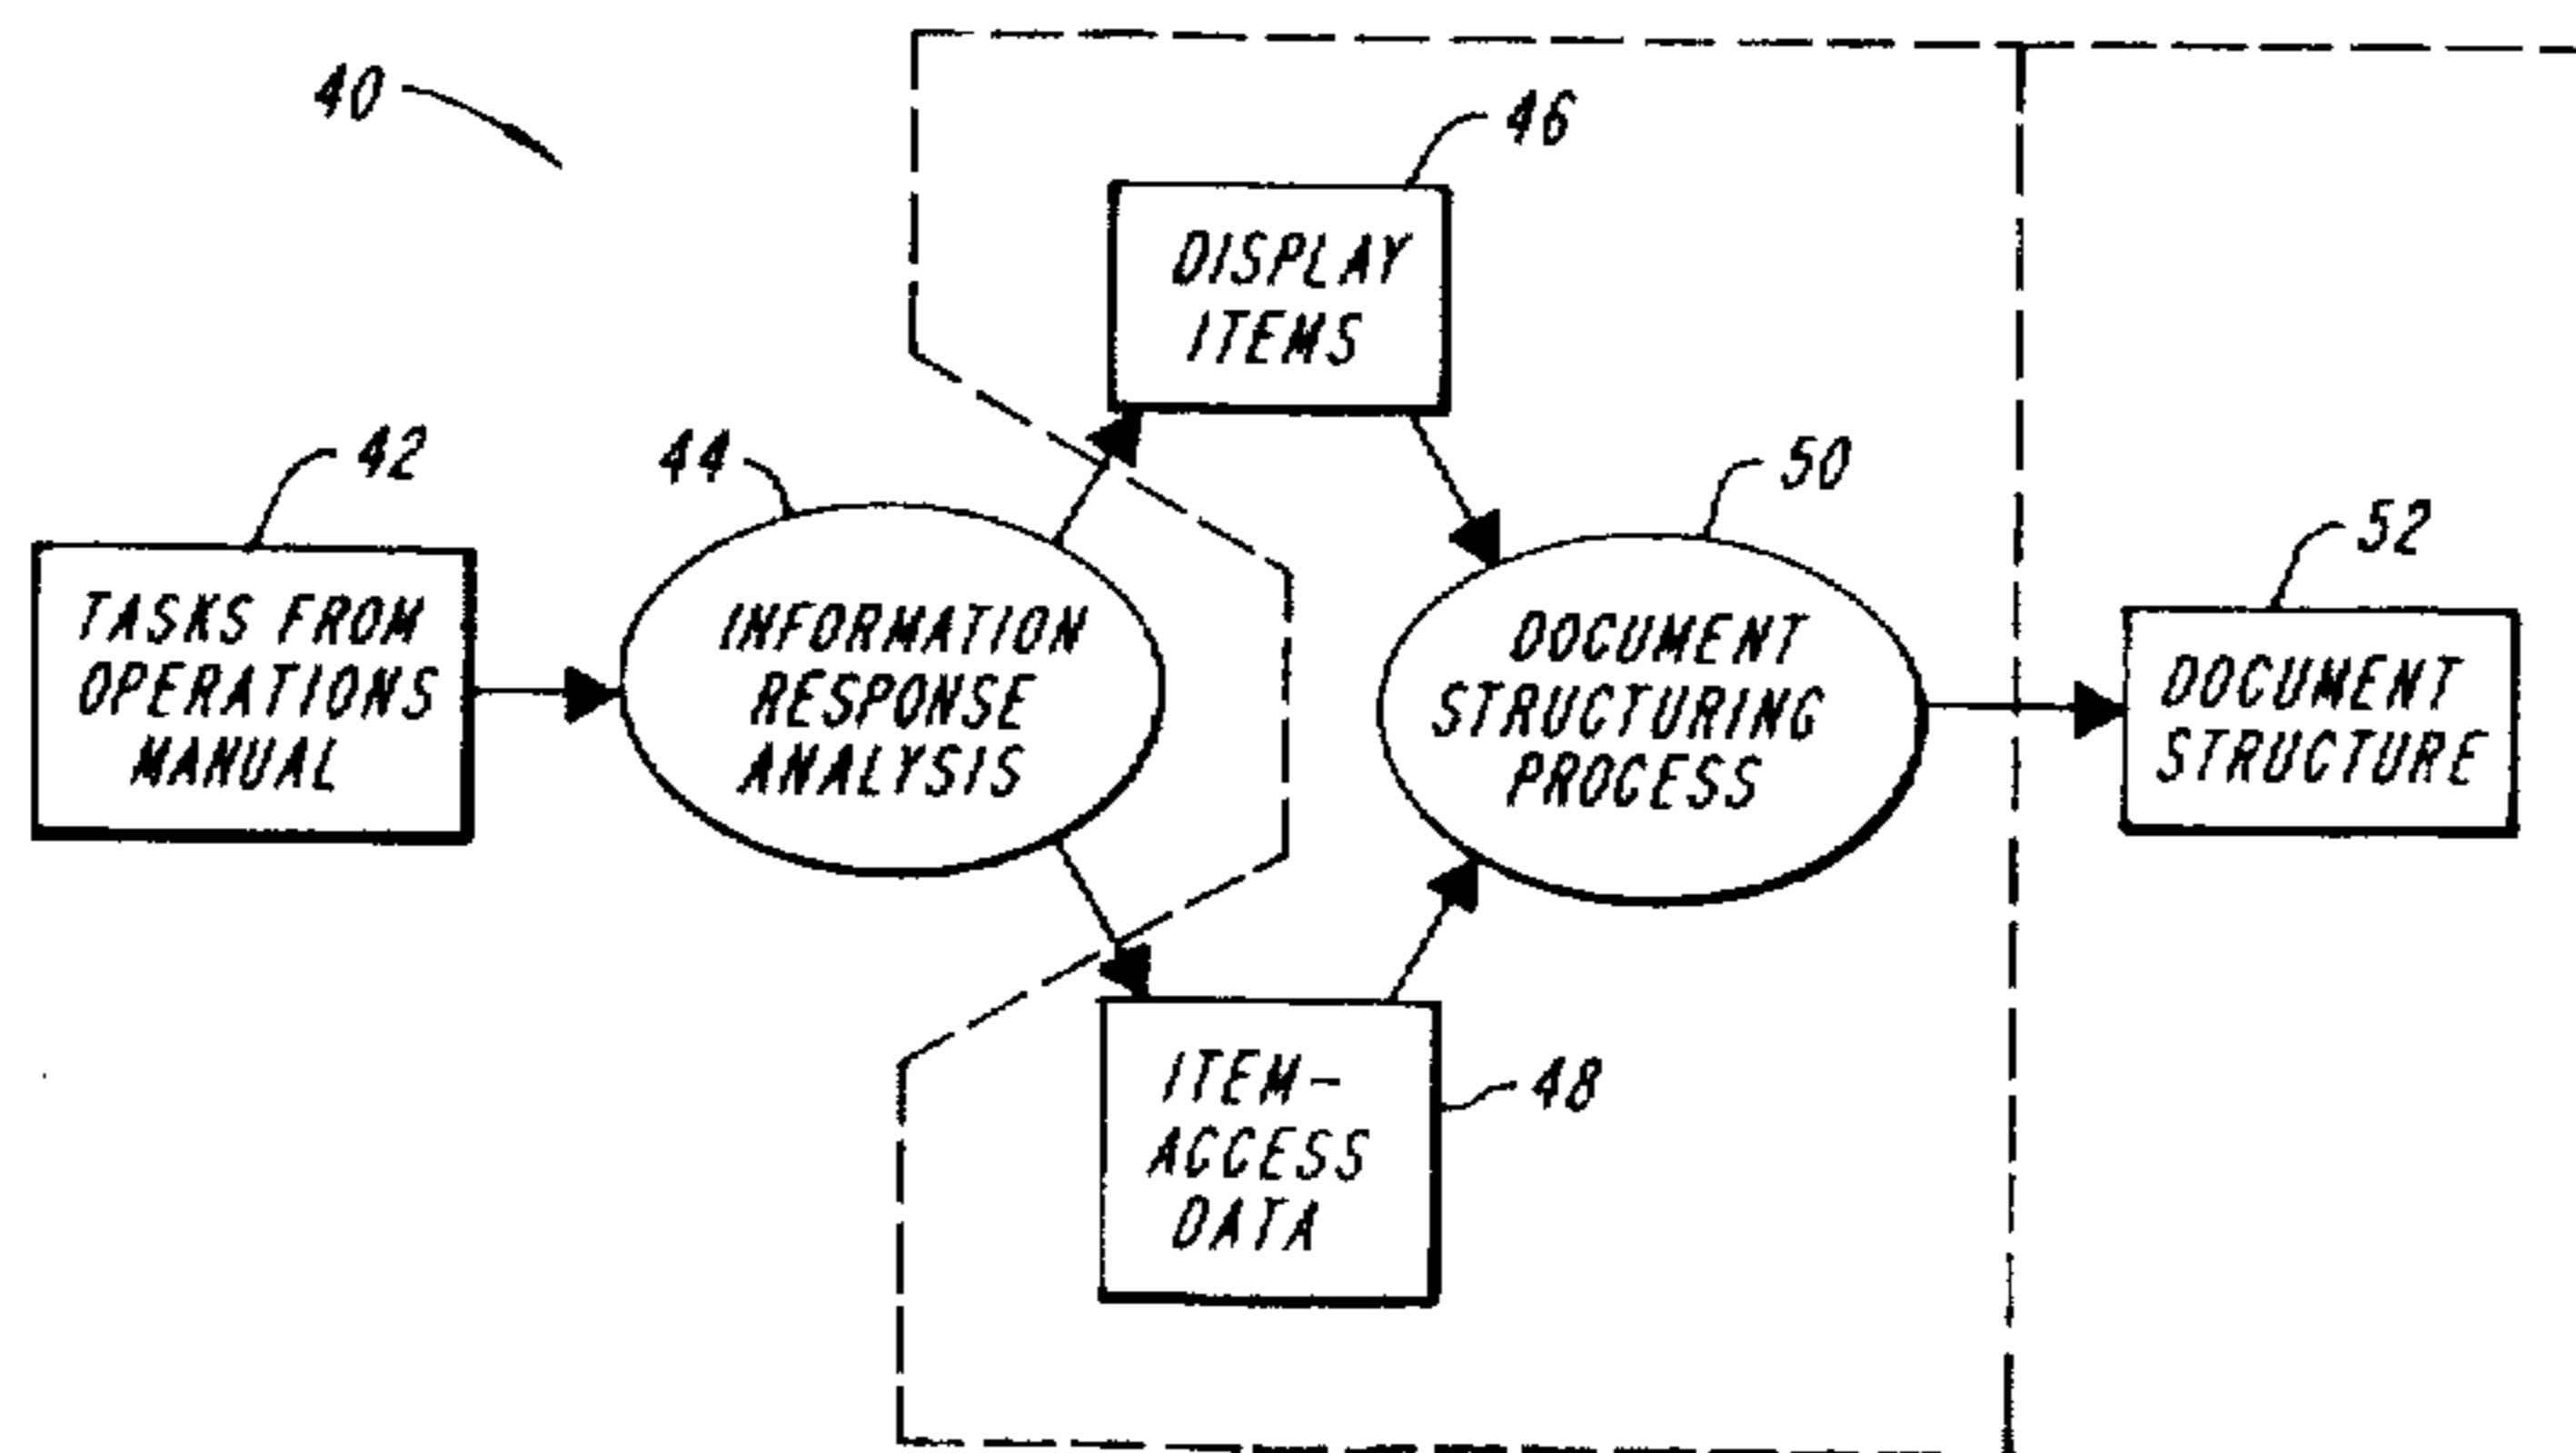 40
46
DISPLAY
ITEMS
42
44
50
52
TASKS FROM
OPERATIONS
MANUAL
INFORMATION
RESPONSE
ANALYSIS
DOCUMENT
STRUCTURING
PROCESS
DOCUMENT
STRUCTURE
ITEM-
ACCESS
DATA
48